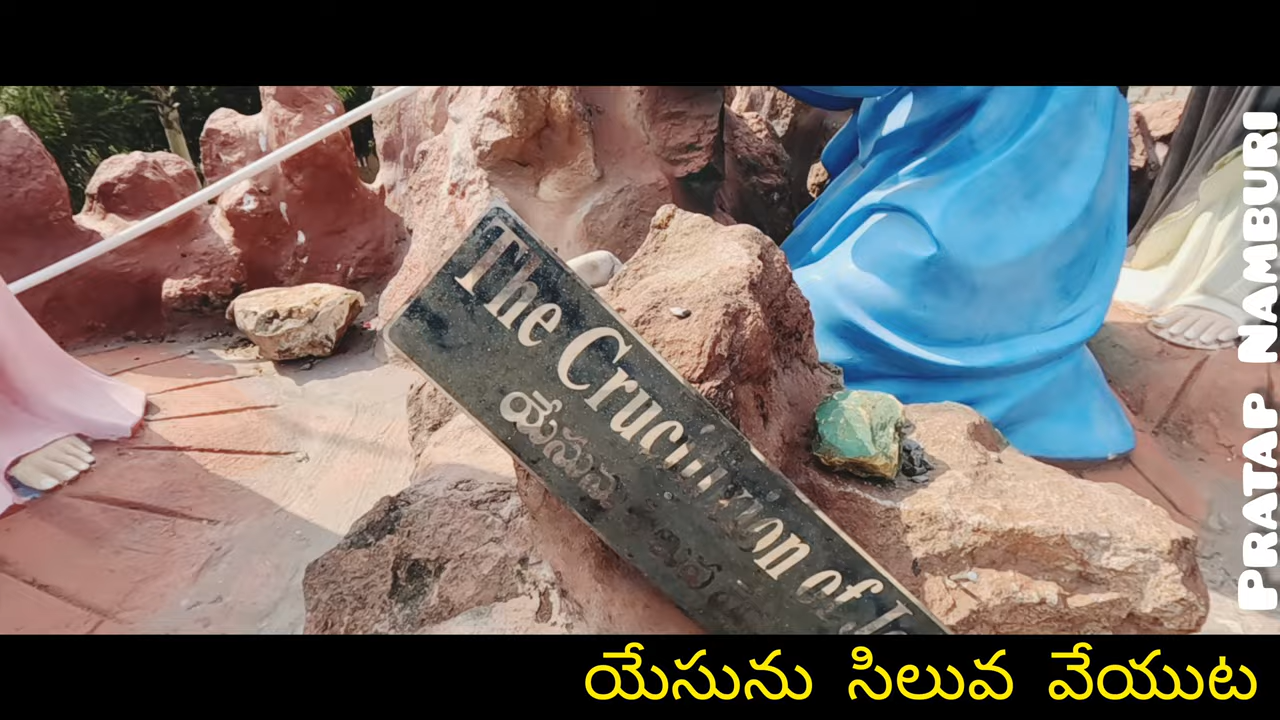 The Crucifixion of
యేసును
యేసును సిలువ వేయుట
PRATAP NAMBURI